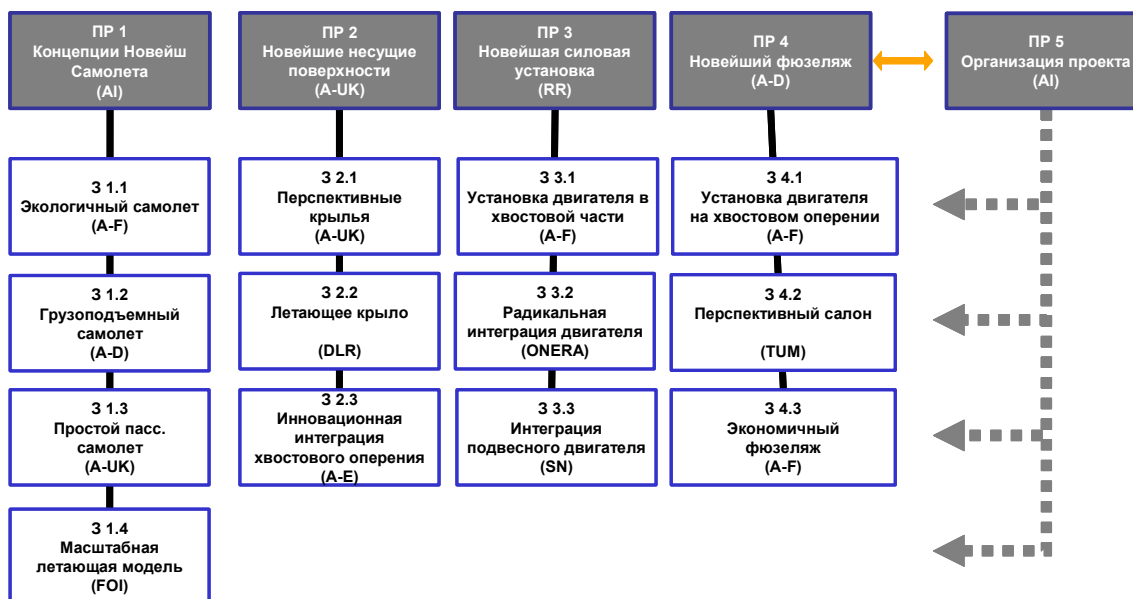 ПР 1
Концепции Новейш
Самолета
(AI)
ПР 2
Новейшие несущие
поверхности
(A-UK)
ПР 3
Новейшая силовая
установка
(RR)
ПР 4
Новейший фюзеляж
(A-D)
ПР 5
Организация проекта
(AI)
З 1.1
Экологичный самолет
(A-F)
З 2.1
Перспективные
крылья
(A-UK)
З 3.1
Установка двигателя в
хвостовой части
(A-F)
З 4.1
Установка двигателя
на хвостовом оперении
(A-F)
З 1.2
Грузоподъемный
самолет
(A-D)
З 2.2
Летающее крыло
(DLR)
З 3.2
Радикальная
интеграция двигателя
(ONERA)
З 4.2
Перспективный салон
(TUM)
З 1.3
Простой пасс.
самолет
(A-UK)
З 2.3
Инновационная
интеграция
хвостового оперения
(A-E)
З 3.3
Интеграция
подвесного двигателя
(SN)
З 4.3
Экономичный
фюзеляж
(A-F)
З 1.4
Масштабная
летающая модель
(FOI)